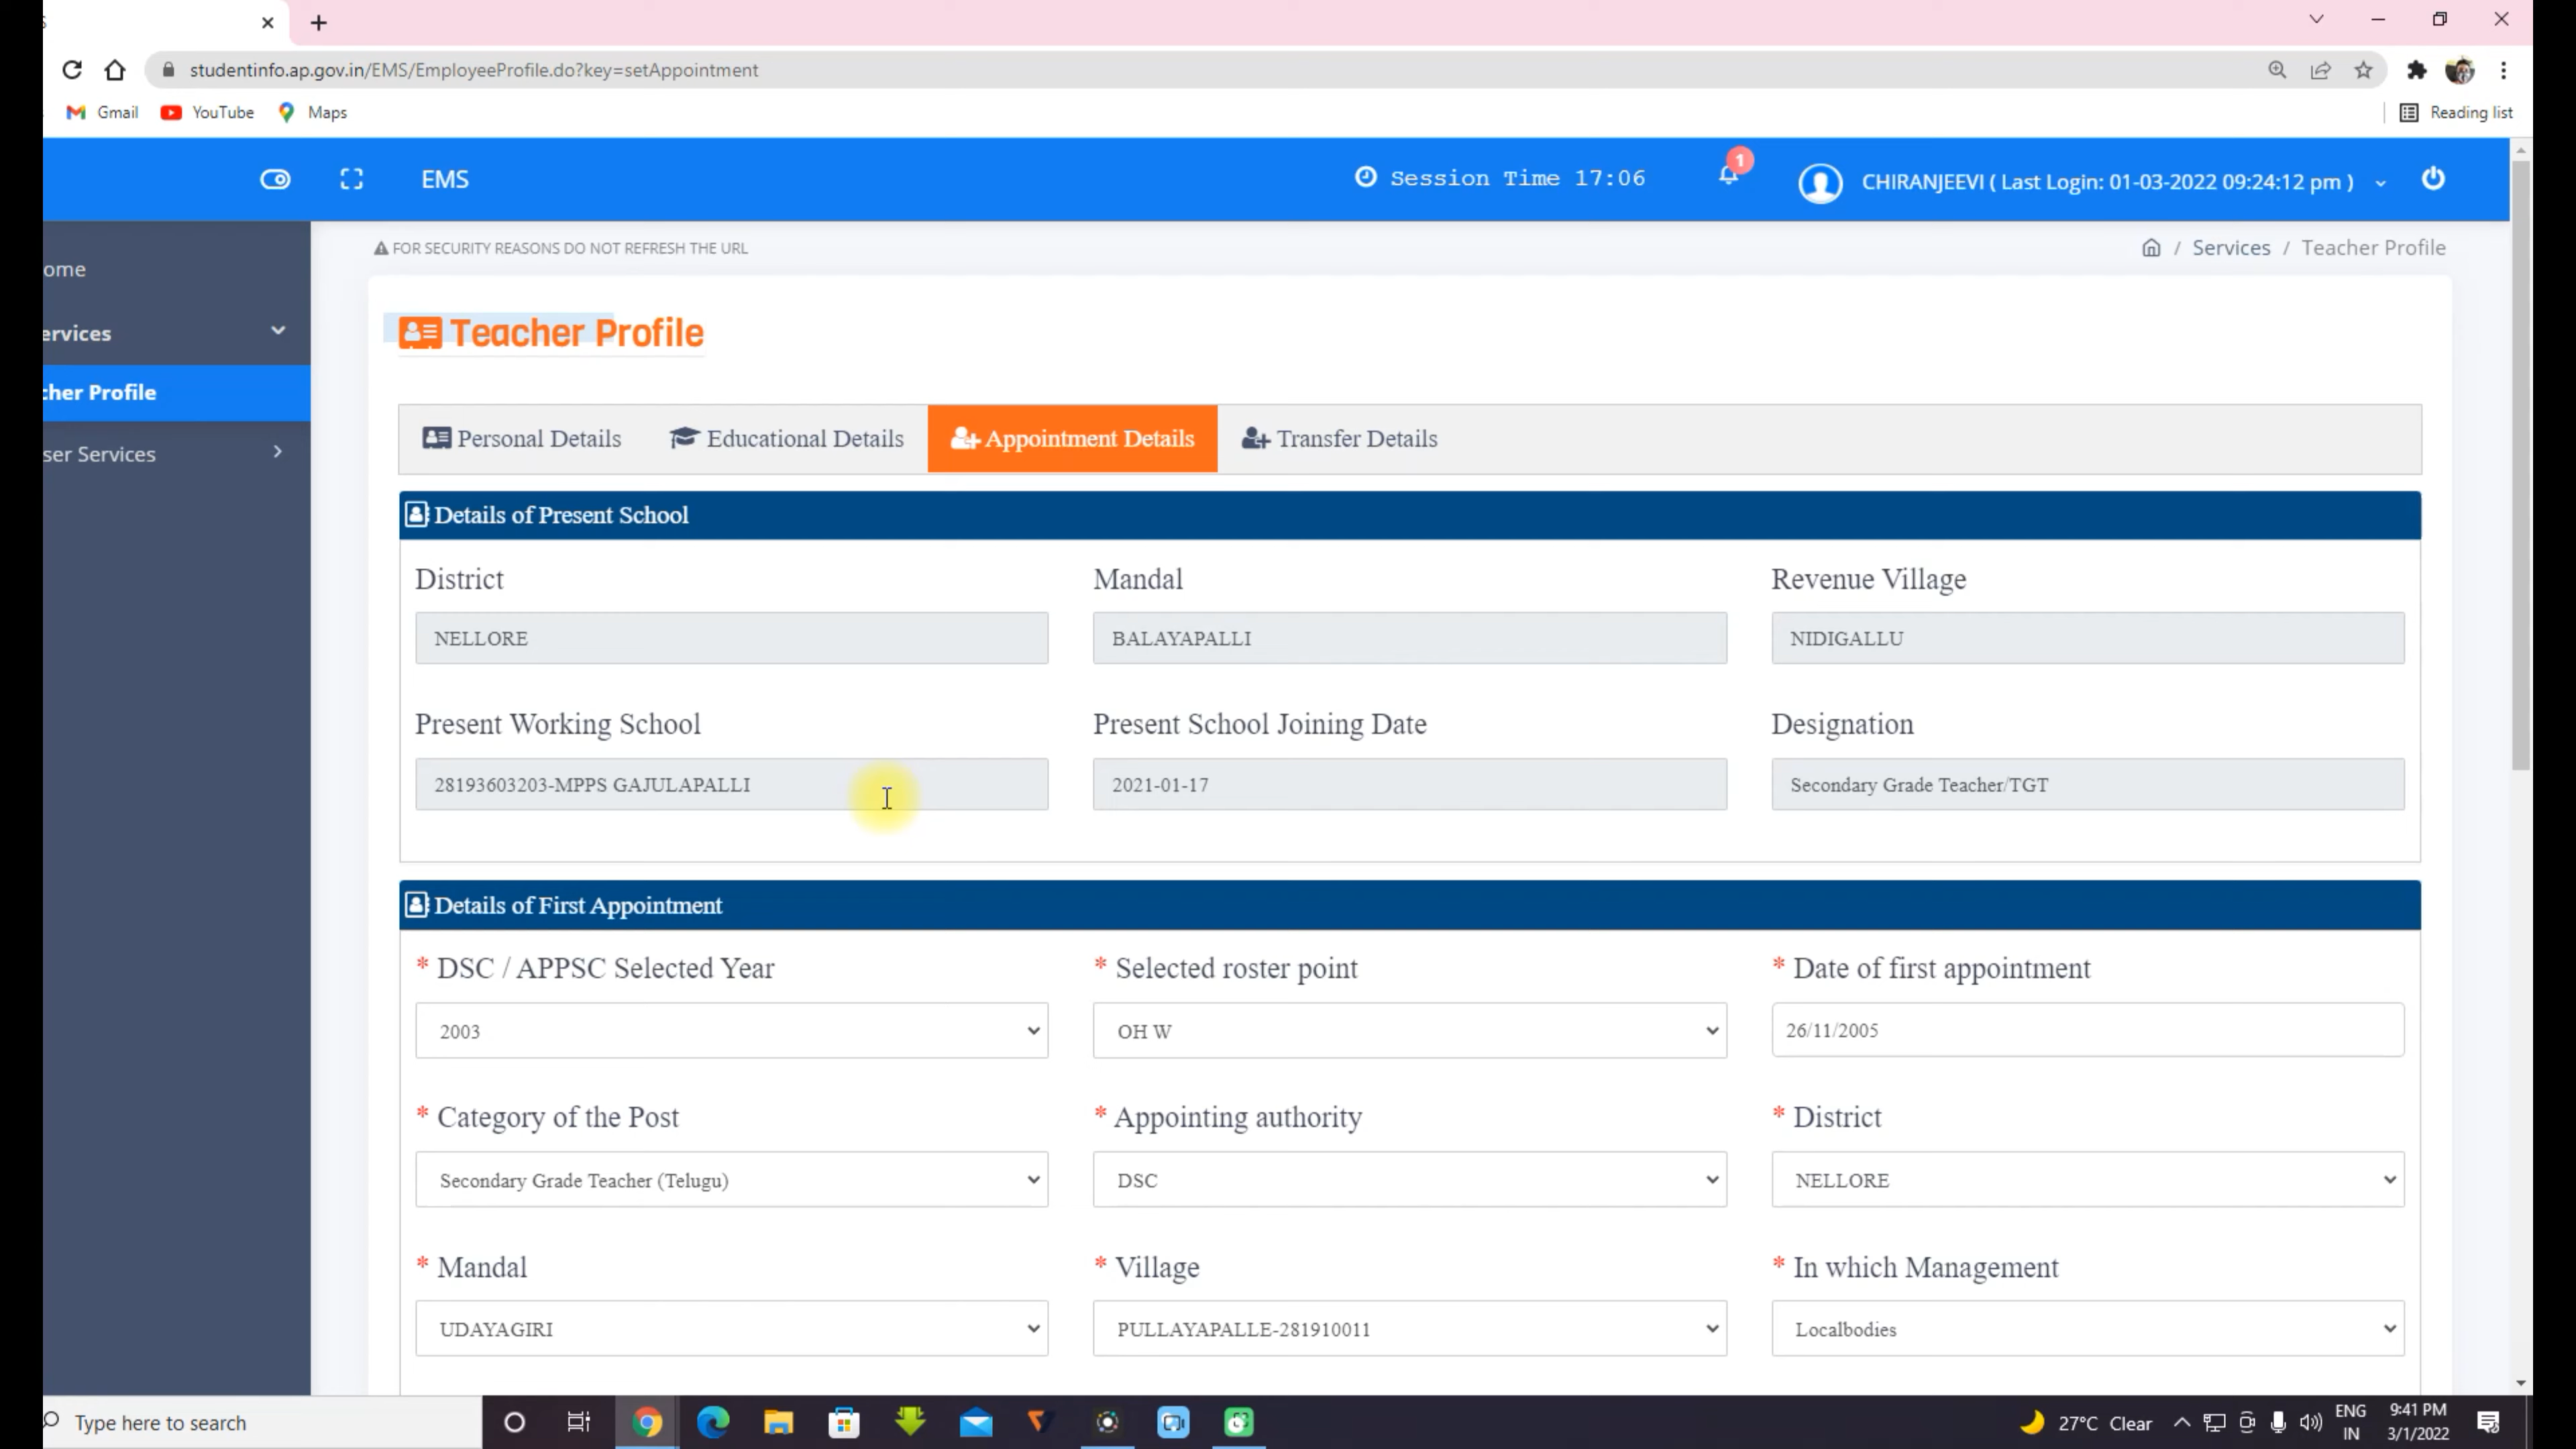 S
studentinfo.ap.gov.in/EMS/EmployeeProfile.do?key=setAppointment
Gmail YouTube Maps Reading list
EMS Session Time 17:06 1 CHIRANJEEVI ( Last Login: 01-03-2022 09:24:12 pm )
ome
ervices
cher Profile
ser Services
FOR SECURITY REASONS DO NOT REFRESH THE URL / Services / Teacher Profile
Teacher Profile
Personal Details Educational Details Appointment Details Transfer Details
Details of Present School
District Mandal Revenue Village
NELLORE BALAYAPALLI NIDIGALLU
Present Working School Present School Joining Date Designation
28193603203-MPPS GAJULAPALLI 2021-01-17 Secondary Grade Teacher/TGT
Details of First Appointment
* DSC / APPSC Selected Year * Selected roster point * Date of first appointment
2003 OH W 26/11/2005
* Category of the Post * Appointing authority * District
Secondary Grade Teacher (Telugu) DSC NELLORE
* Mandal * Village * In which Management
UDAYAGIRI PULLAYAPALLE-281910011 Localbodies
Type here to search 27°C Clear ENG IN 9:41 PM 3/1/2022